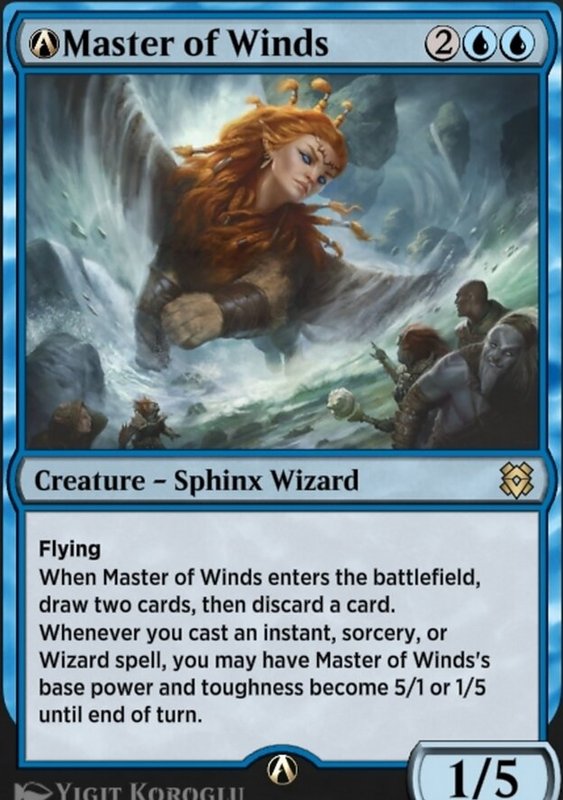 Master of Winds 2
Creature – Sphinx Wizard
Flying
When Master of Winds enters the battlefield,
draw two cards, then discard a card.
Whenever you cast an instant, sorcery, or
Wizard spell, you may have Master of Winds's
base power and toughness become 5/1 or 1/5
until end of turn.
1/5
Yigit Koroglu